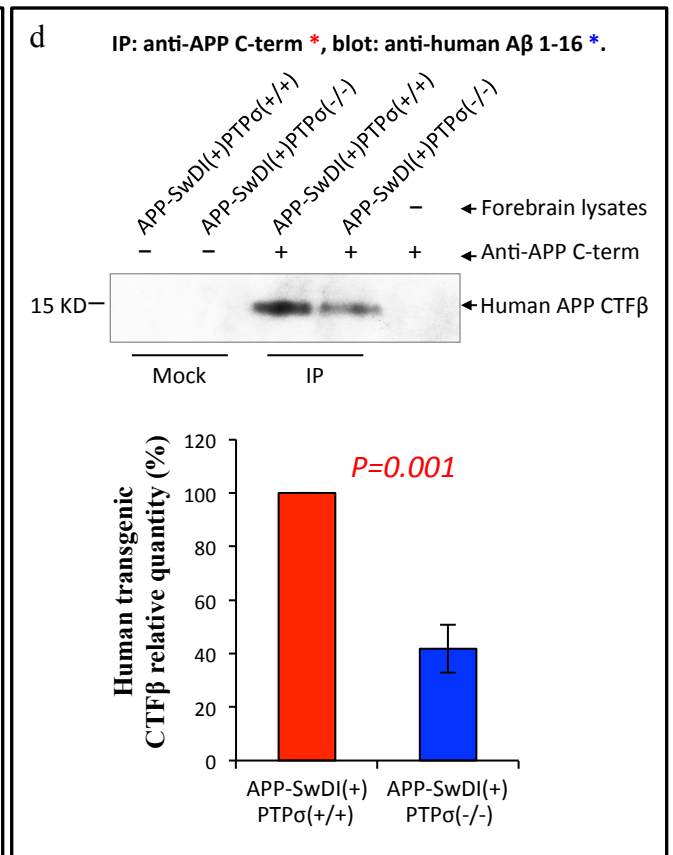 d
IP: anti-APP C-term *, blot: anti-human Aβ 1-16 *.
APP-SwDI(+)PTPσ(+/+)
APP-SwDI(+)PTPσ(-/-)
APP-SwDI(+)PTPσ(+/+)
APP-SwDI(+)PTPσ(-/-)
– Forebrain lysates
– – + + + Anti-APP C-term
15 KD Human APP CTFβ
Mock IP
Human transgenic
CTFβ relative quantity (%)
120
100
80
60
40
20
0
P=0.001
APP-SwDI(+)
PTPσ(+/+)
APP-SwDI(+)
PTPσ(-/-)